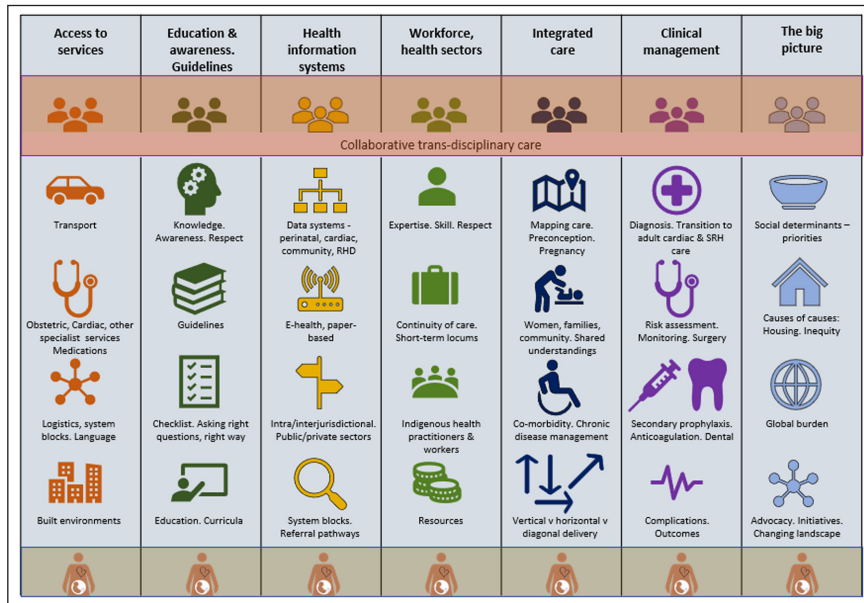 Access to
services
Education &
awareness.
Guidelines
Health
information
systems
Workforce,
health sectors
Integrated
care
Clinical
management
The big
picture
Collaborative trans-disciplinary care
Transport
Knowledge.
Awareness. Respect
Data systems -
perinatal, cardiac,
community, RHD
Expertise. Skill. Respect
Mapping care.
Preconception.
Pregnancy
Diagnosis. Transition to
adult cardiac & SRH
care
Social determinants –
priorities
Obstetric, Cardiac, other
specialist services
Medications
Guidelines
E-health, paper-
based
Continuity of care.
Short-term locums
Women, families,
community. Shared
understandings
Risk assessment.
Monitoring. Surgery
Causes of causes:
Housing. Inequity
Logistics, system
blocks. Language
Checklist. Asking right
questions, right way
Intra/interjurisdictional.
Public/private sectors
Indigenous health
practitioners &
workers
Co-morbidity. Chronic
disease management
Secondary prophylaxis.
Anticoagulation. Dental
Global burden
Built environments
Education. Curricula
System blocks.
Referral pathways
Resources
Vertical v horizontal v
diagonal delivery
Complications.
Outcomes
Advocacy. Initiatives.
Changing landscape